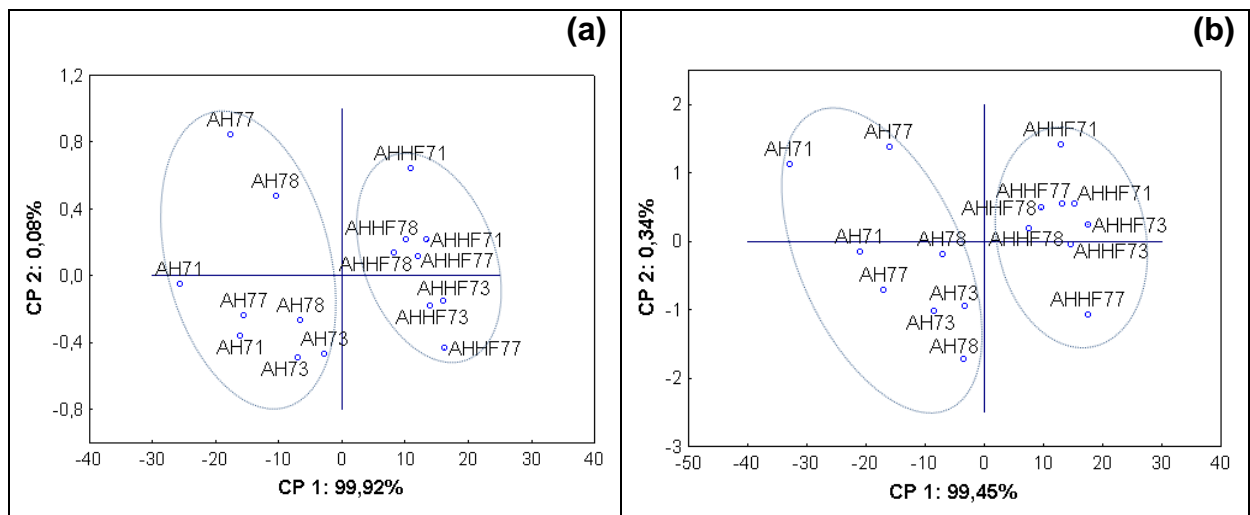 (a)
1,2
0,8
0,4
0,0
-0,4
-0,8
CP 2: 0,08%
AH77
AHHF71
AH78
AHHF78
AHHF71
AHHF78
AHHF77
AH71
AH77
AH78
AHHF73
AHHF73
AH71
AH73
AH73
AHHF77
-40 -30 -20 -10 0 10 20 30 40
CP 1: 99,92%
(b)
2
1
0
-1
-2
-3
CP 2: 0,34%
AH77
AHHF71
AH71
AHHF77
AHHF71
AHHF78
AHHF73
AH71
AH78
AHHF78
AHHF73
AH77
AH73
AH73
AHHF77
AH78
-50 -40 -30 -20 -10 0 10 20 30 40
CP 1: 99,45%